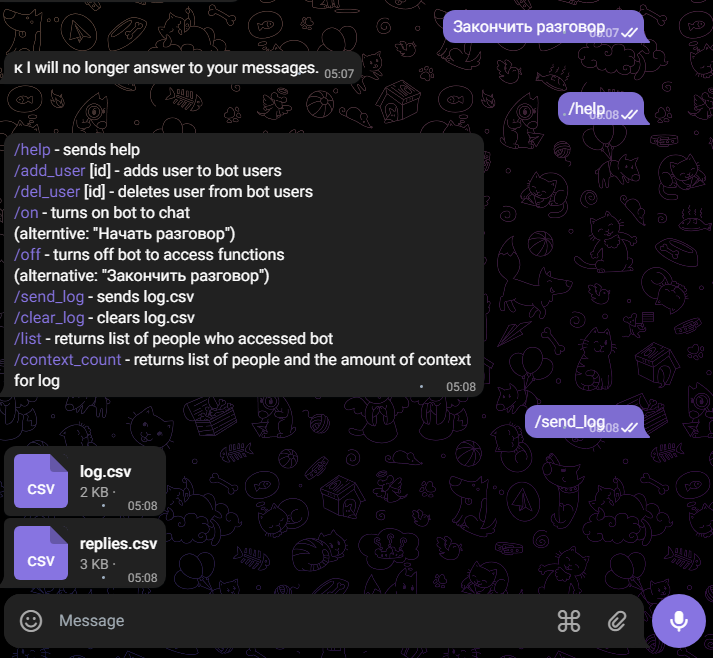 Закончить разговор 05:07
к I will no longer answer to your messages. 05:07
/help 05:08
/help - sends help
/add_user [id] - adds user to bot users
/del_user [id] - deletes user from bot users
/on - turns on bot to chat
(alterntive: "Начать разговор")
/off - turns off bot to access functions
(alternative: "Закончить разговор")
/send_log - sends log.csv
/clear_log - clears log.csv
/list - returns list of people who accessed bot
/context_count - returns list of people and the amount of context
for log
05:08
/send_log 05:08
csv
log.csv
2 KB ·
05:08
csv
replies.csv
3 KB ·
05:08
Message